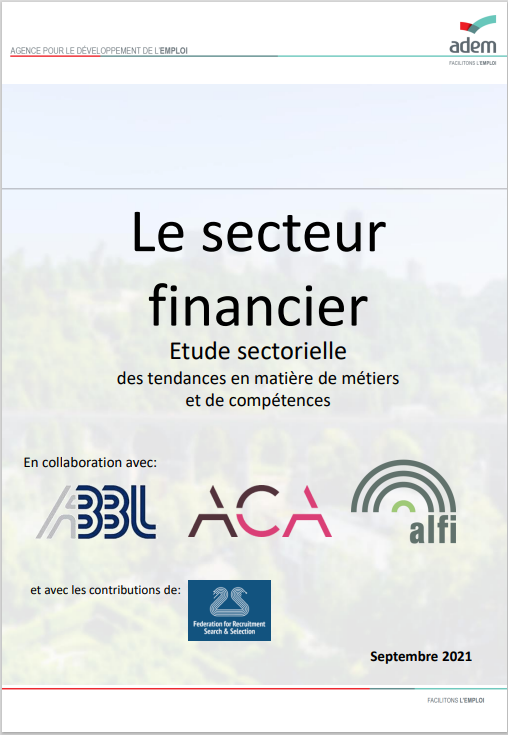 AGENCE POUR LE DÉVELOPPEMENT DE L'EMPLOI
adem
FACILITONS L'EMPLOI
Le secteur
financier
Etude sectorielle
des tendances en matière de métiers
et de compétences
En collaboration avec:
ABBL
ACA
alfi
et avec les contributions de:
Federation for Recruitment
Search & Selection
Septembre 2021
FACILITONS L'EMPLOI